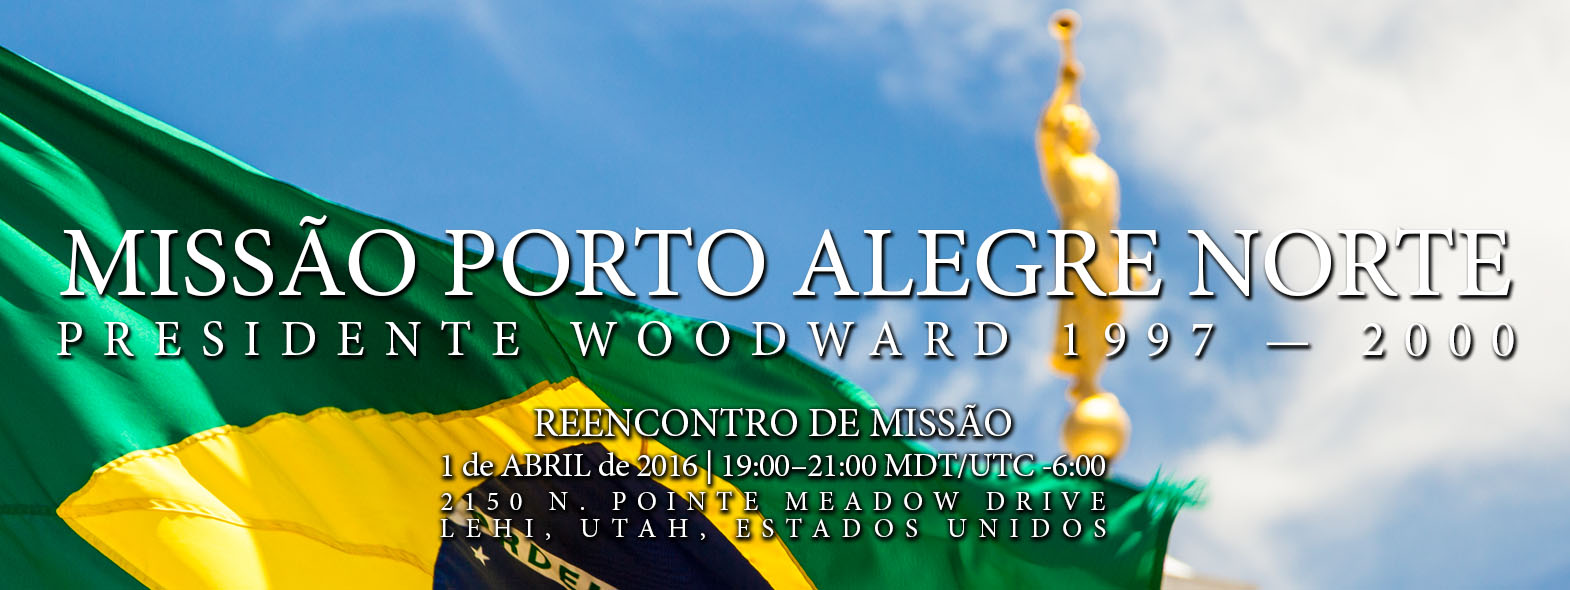 MISSÃO PORTO ALEGRE NORTE
PRESIDENTE WOODWARD 1997 — 2000
REENCONTRO DE MISSÃO
1 de ABRIL de 2016 | 19:00–21:00 MDT/UTC -6:00
2150 N. POINTE MEADOW DRIVE
LEHI, UTAH, ESTADOS UNIDOS